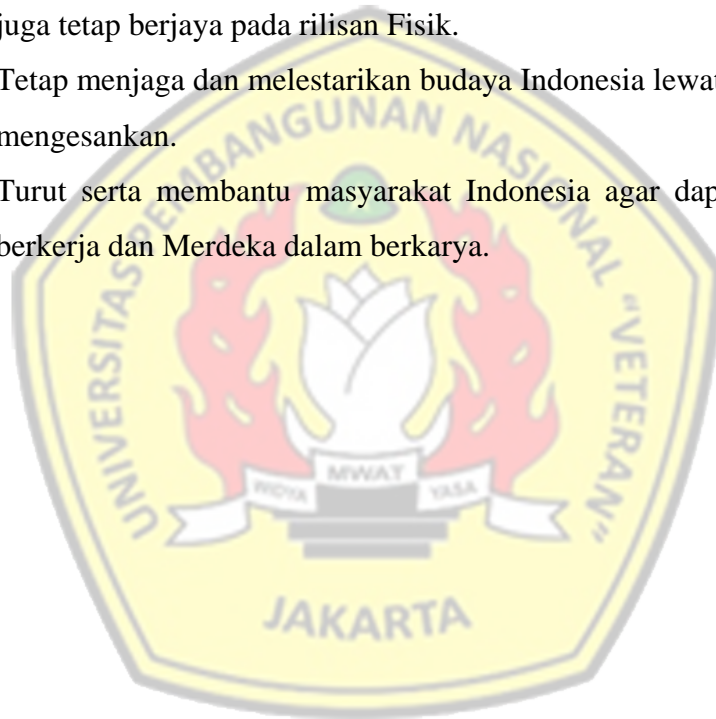 juga tetap berjaya pada rilisan Fisik.
Tetap menjaga dan melestarikan budaya Indonesia lewat
mengesankan.
Turut serta membantu masyarakat Indonesia agar dap
berkerja dan Merdeka dalam berkarya.
UNIVERSITAS PEMBANGUNAN NASIONAL "VETERAN"
WIDYA MWAT YASA
JAKARTA